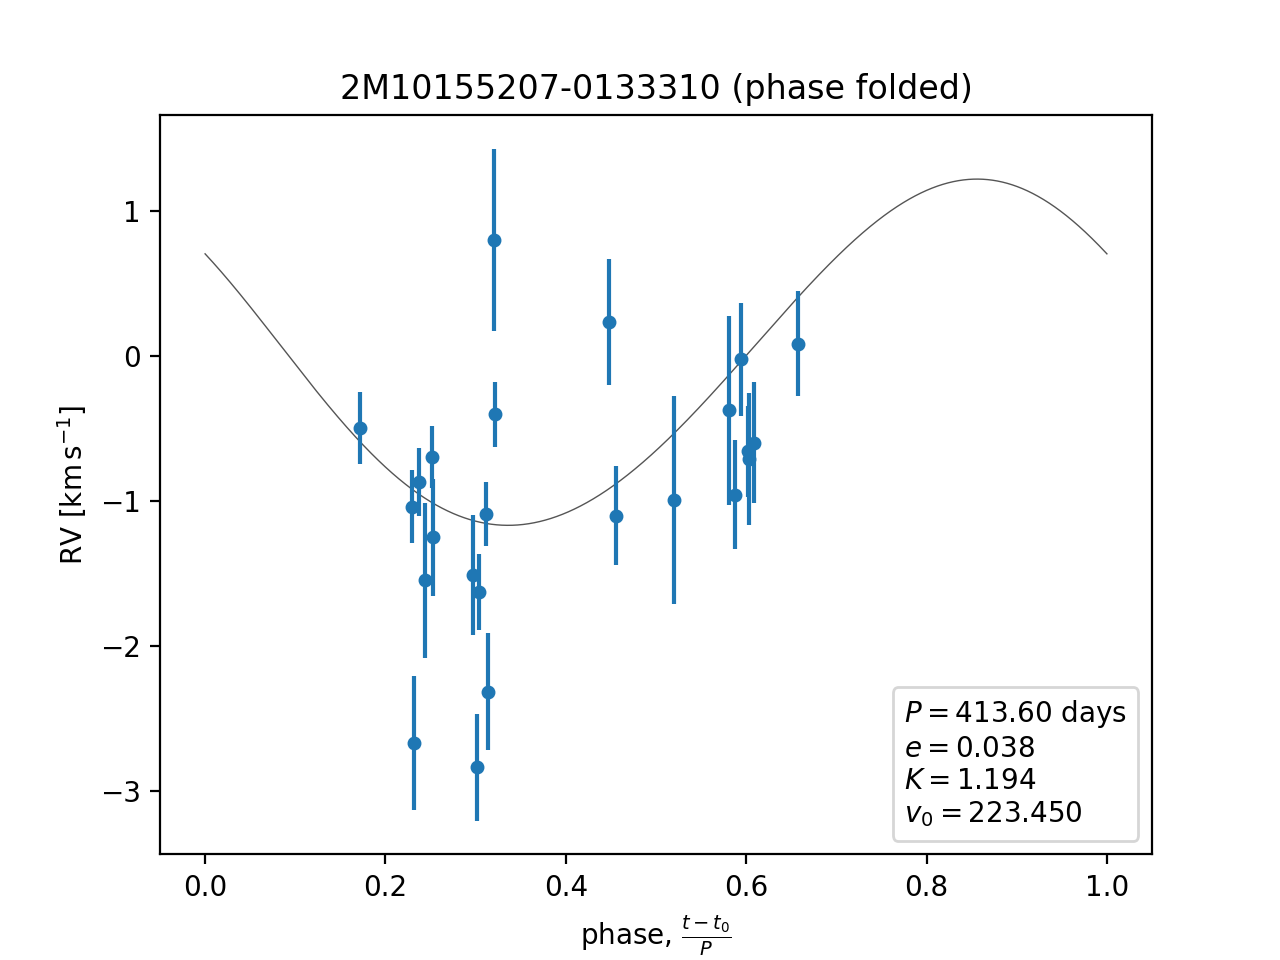 2M10155207-0133310 (phase folded)
RV [km s⁻¹]
1
0
−1
−2
−3
P = 413.60 days
e = 0.038
K = 1.194
v₀ = 223.450
0.0 0.2 0.4 0.6 0.8 1.0
phase, (t − t₀)/P